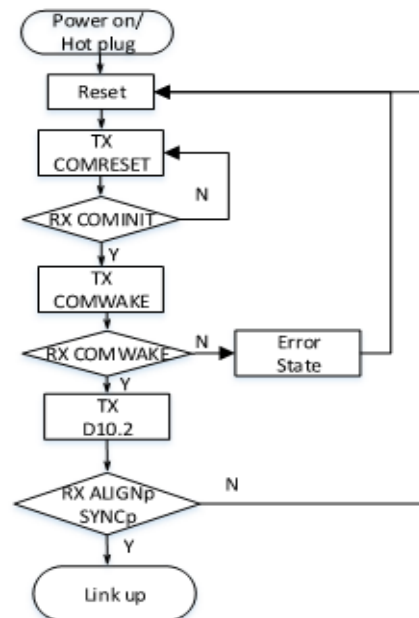 Power on/
Hot plug
Reset
TX
COMRESET
N
RX COMINIT
Y
TX
COMWAKE
RX COMWAKE
N
Error
State
Y
TX
D10.2
RX ALIGNp
SYNCp
N
Y
Link up